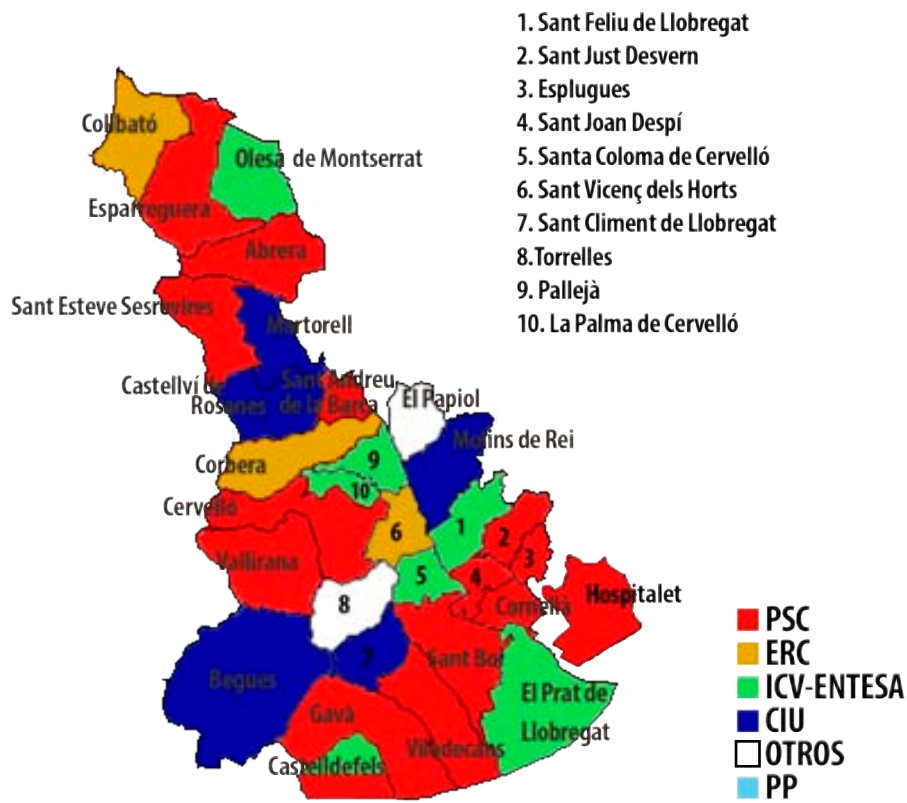 1. Sant Feliu de Llobregat
2. Sant Just Desvern
3. Esplugues
4. Sant Joan Despí
5. Santa Coloma de Cervelló
6. Sant Vicenç dels Horts
7. Sant Climent de Llobregat
8.Torrelles
9. Pallejà
10. La Palma de Cervelló
Collbató
Olesa de Montserrat
Esparreguera
Abrera
Sant Esteve Sesrovires
Martorell
Castellví de
Rosanes
Sant Andreu
de la Barca
El Papiol
Molins de Rei
Corbera
9
10
Cervelló
6
1
2
3
Vallirana
5
4
Hospitalet
8
Cornellà
7
Sant Boi
Begues
El Prat de
Llobregat
Gavà
Viladecans
Castelldefels
PSC
ERC
ICV-ENTESA
CIU
OTROS
PP